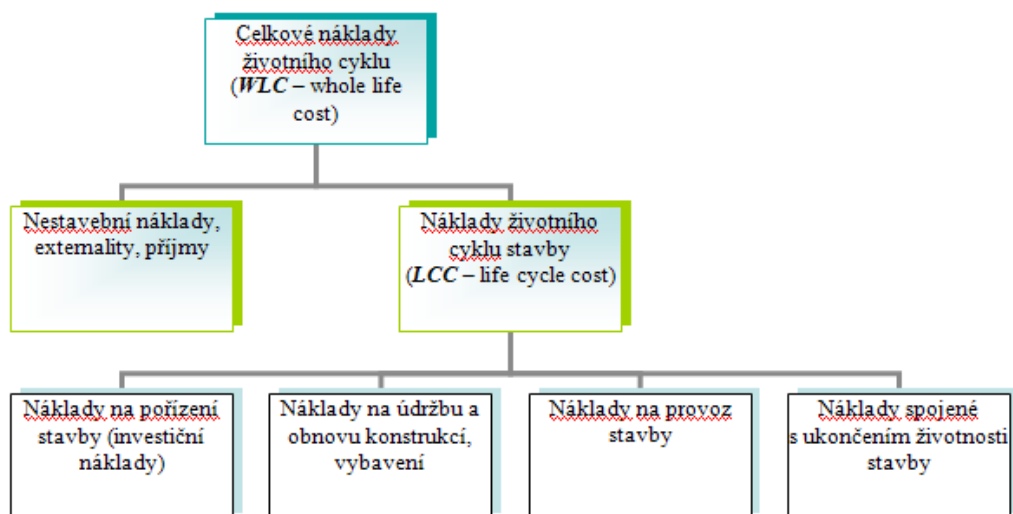 Celkové náklady
životního cyklu
(WLC – whole life
cost)
Nestavební náklady,
externality, příjmy
Náklady životního
cyklu stavby
(LCC – life cycle cost)
Náklady na pořízení
stavby (investiční
náklady)
Náklady na údržbu a
obnovu konstrukcí,
vybavení
Náklady na provoz
stavby
Náklady spojené
s ukončením životnosti
stavby